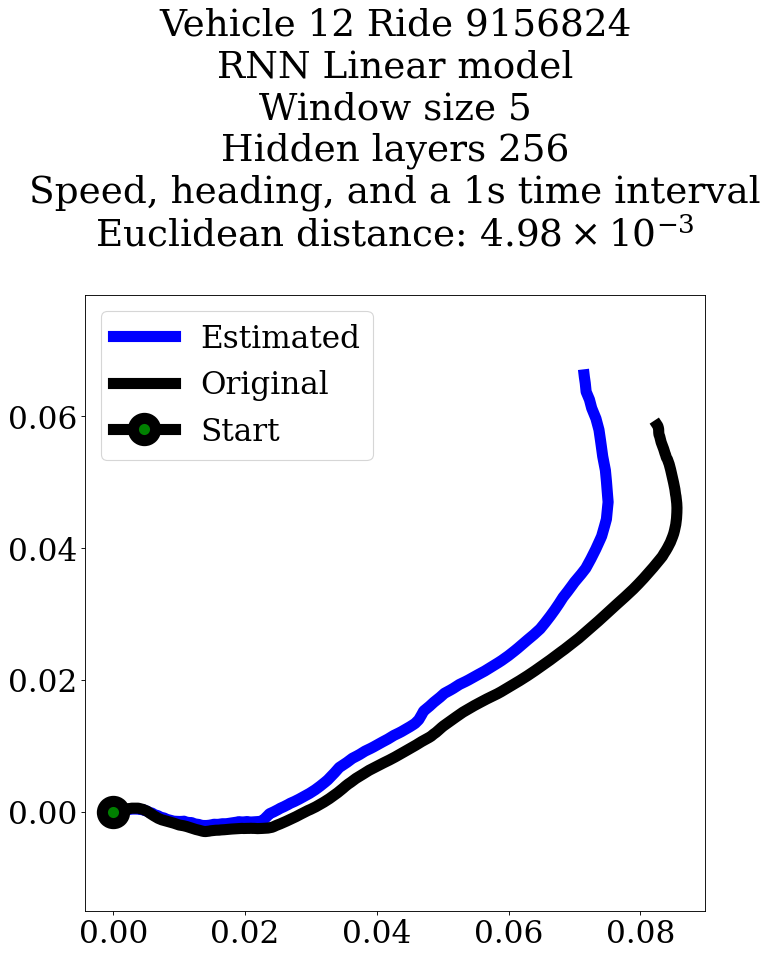 Vehicle 12 Ride 9156824
RNN Linear model
Window size 5
Hidden layers 256
Speed, heading, and a 1s time interval
Euclidean distance: 4.98 × 10⁻³
Estimated
Original
Start
0.06
0.04
0.02
0.00
0.00 0.02 0.04 0.06 0.08